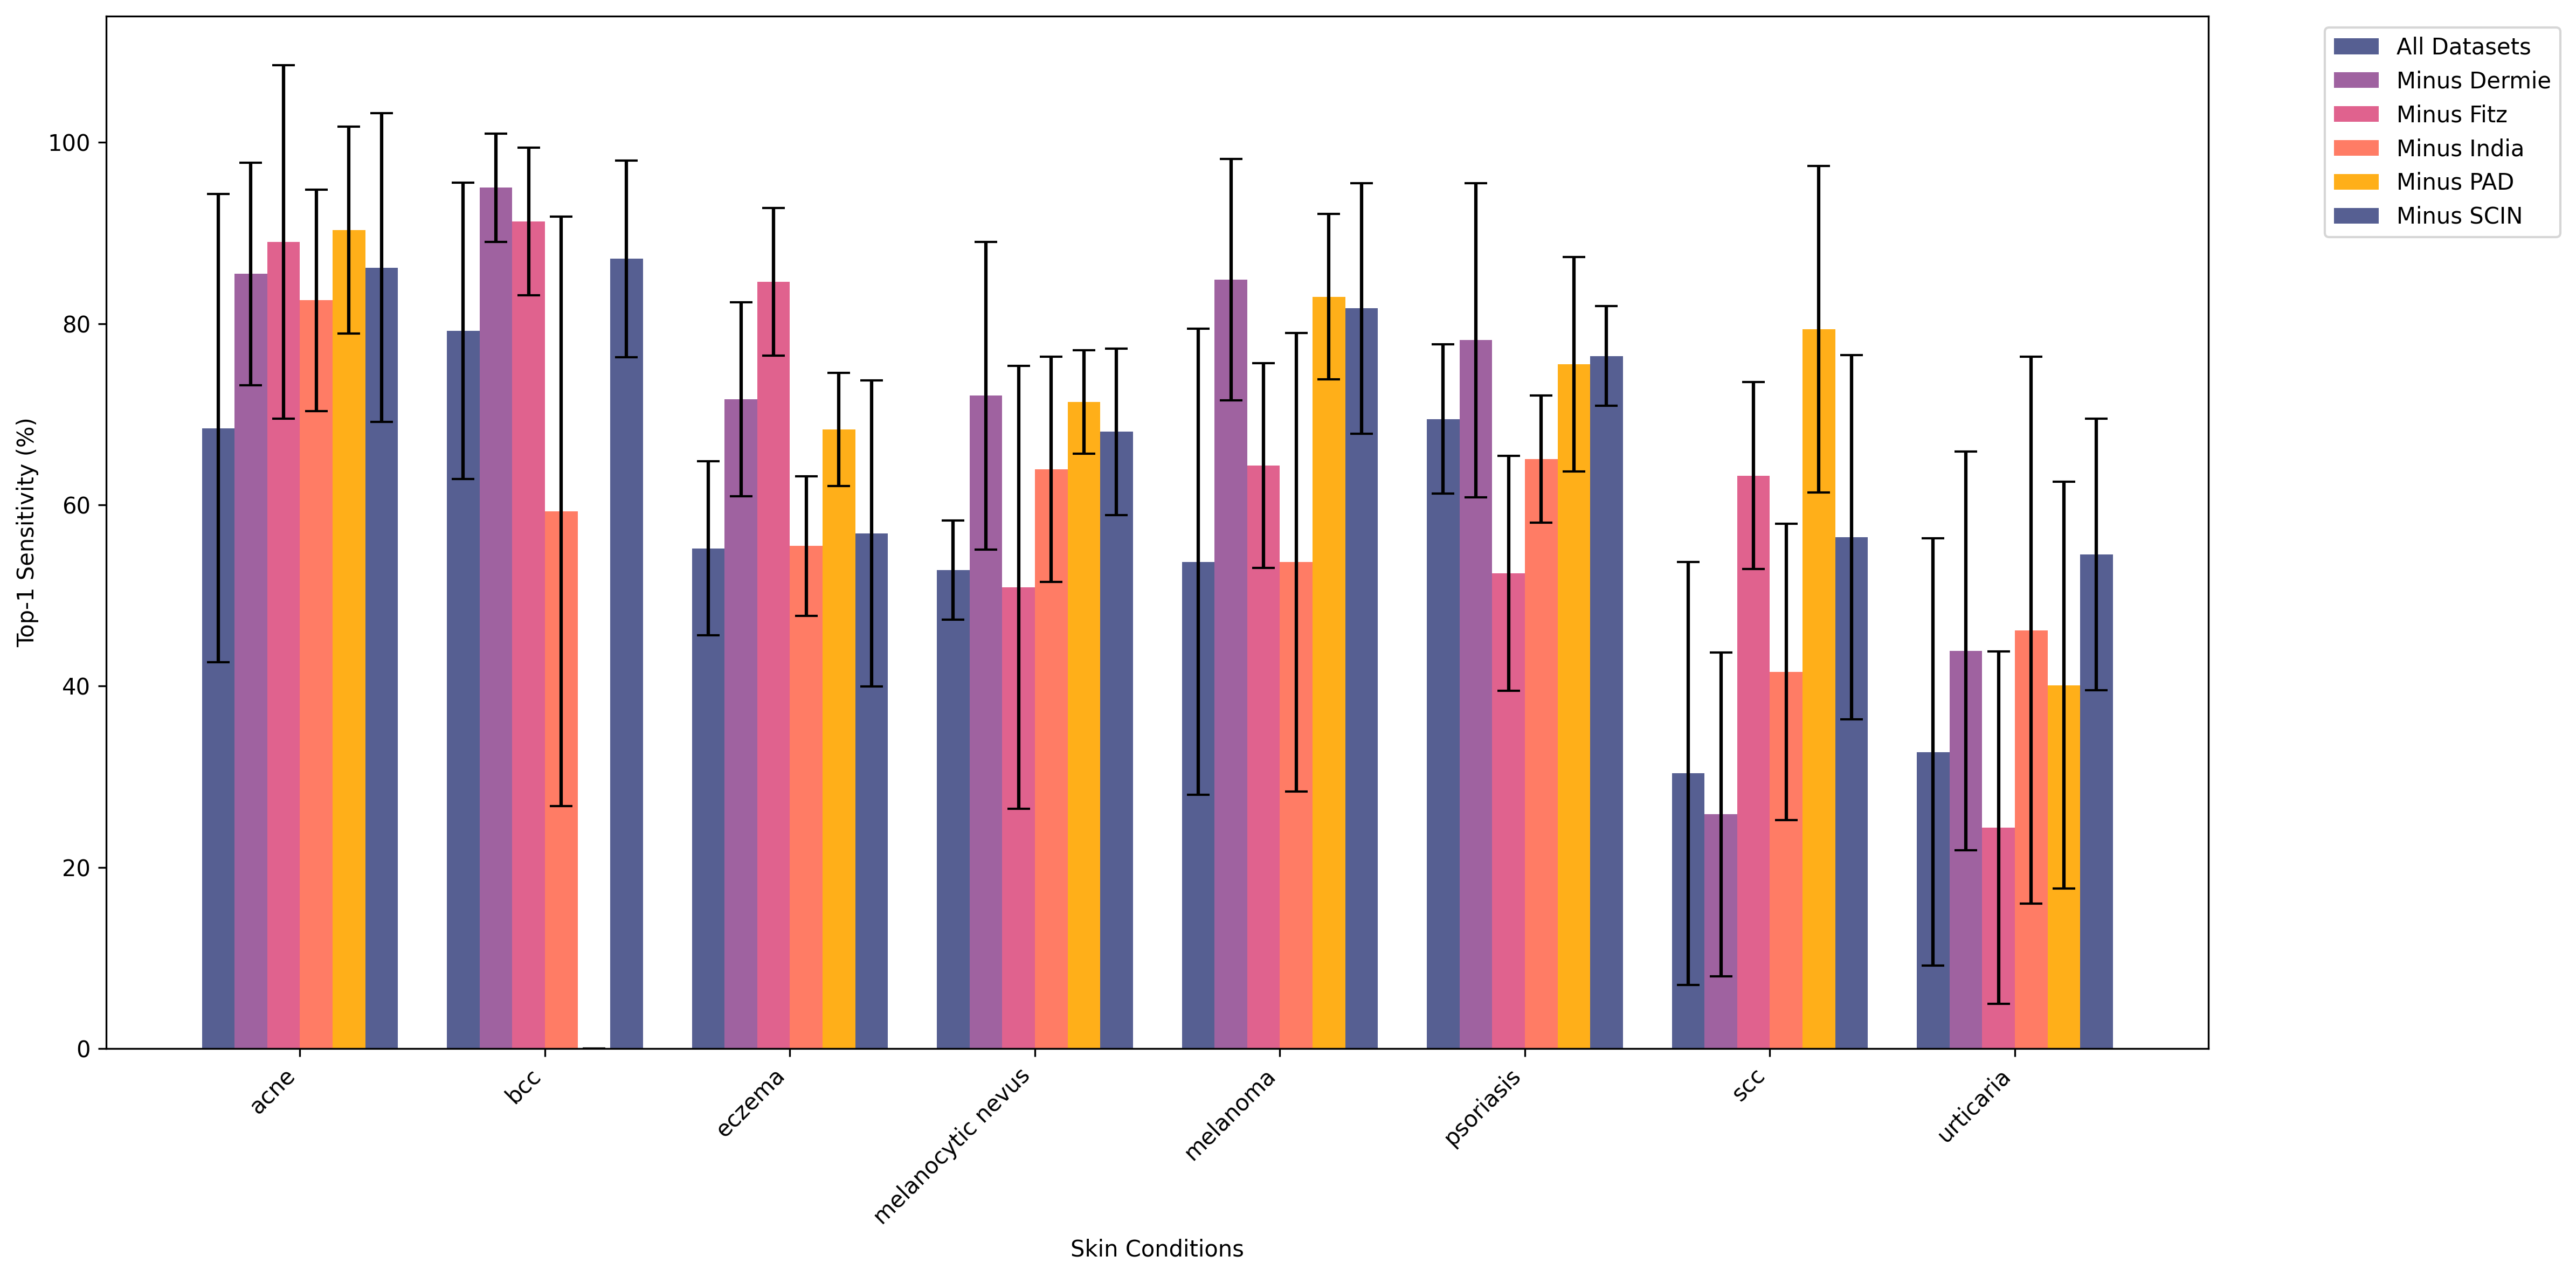 All Datasets
Minus Dermie
Minus Fitz
Minus India
Minus PAD
Minus SCIN
Top-1 Sensitivity (%)
100
80
60
40
20
0
acne
bcc
eczema
melanocytic nevus
melanoma
psoriasis
scc
urticaria
Skin Conditions